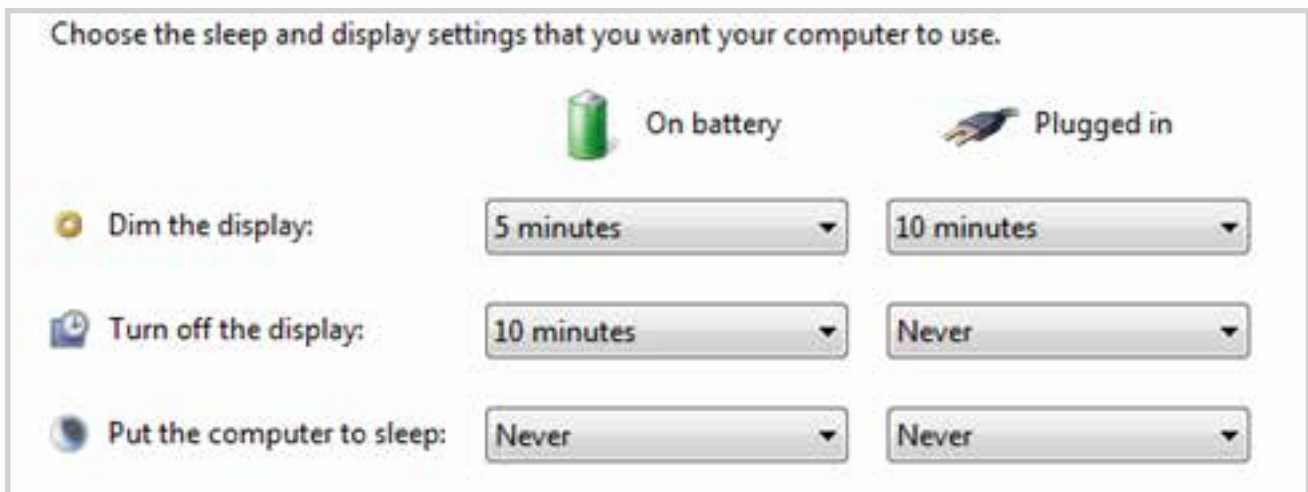 Choose the sleep and display settings that you want your computer to use.
On battery Plugged in
Dim the display: 5 minutes 10 minutes
Turn off the display: 10 minutes Never
Put the computer to sleep: Never Never